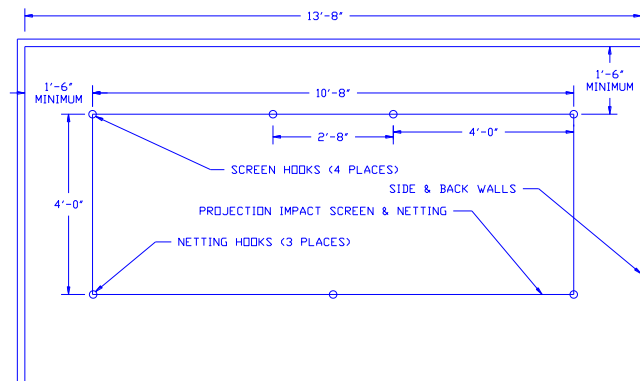 13'-8"
1'-6"
MINIMUM
10'-8"
1'-6"
MINIMUM
2'-8"
4'-0"
SCREEN HOOKS (4 PLACES)
SIDE & BACK WALLS
4'-0"
PROJECTION IMPACT SCREEN & NETTING
NETTING HOOKS (3 PLACES)